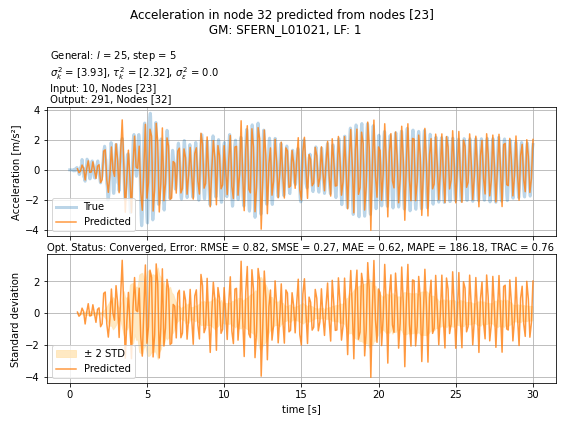 Acceleration in node 32 predicted from nodes [23]
GM: SFERN_L01021, LF: 1
General: l = 25, step = 5
σ²ₖ = [3.93], τ²ₖ = [2.32], σ²ε = 0.0
Input: 10, Nodes [23]
Output: 291, Nodes [32]
Acceleration [m/s²]
4
2
0
−2
−4
True
Predicted
Opt. Status: Converged, Error: RMSE = 0.82, SMSE = 0.27, MAE = 0.62, MAPE = 186.18, TRAC = 0.76
Standard deviation
2
0
−2
−4
± 2 STD
Predicted
0 5 10 15 20 25 30
time [s]